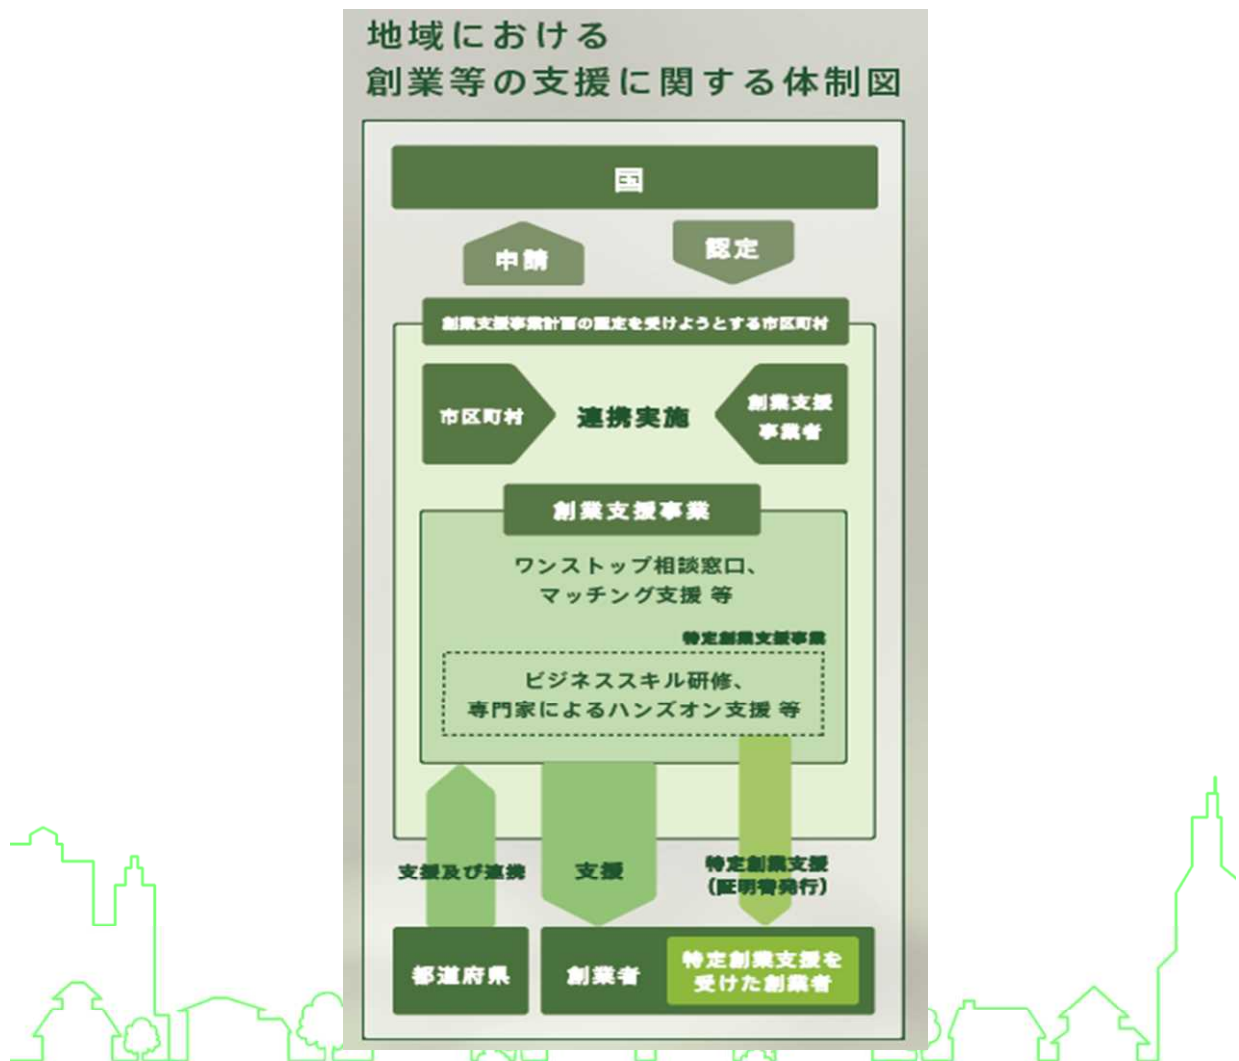 地域における
創業等の支援に関する体制図
国
申請
認定
創業支援事業計画の認定を受けようとする市区町村
市区町村
連携実施
創業支援
事業者
創業支援事業
ワンストップ相談窓口、
マッチング支援 等
特定創業支援事業
ビジネススキル研修、
専門家によるハンズオン支援 等
支援及び連携
支援
特定創業支援
(証明書発行)
都道府県
創業者
特定創業支援を
受けた創業者